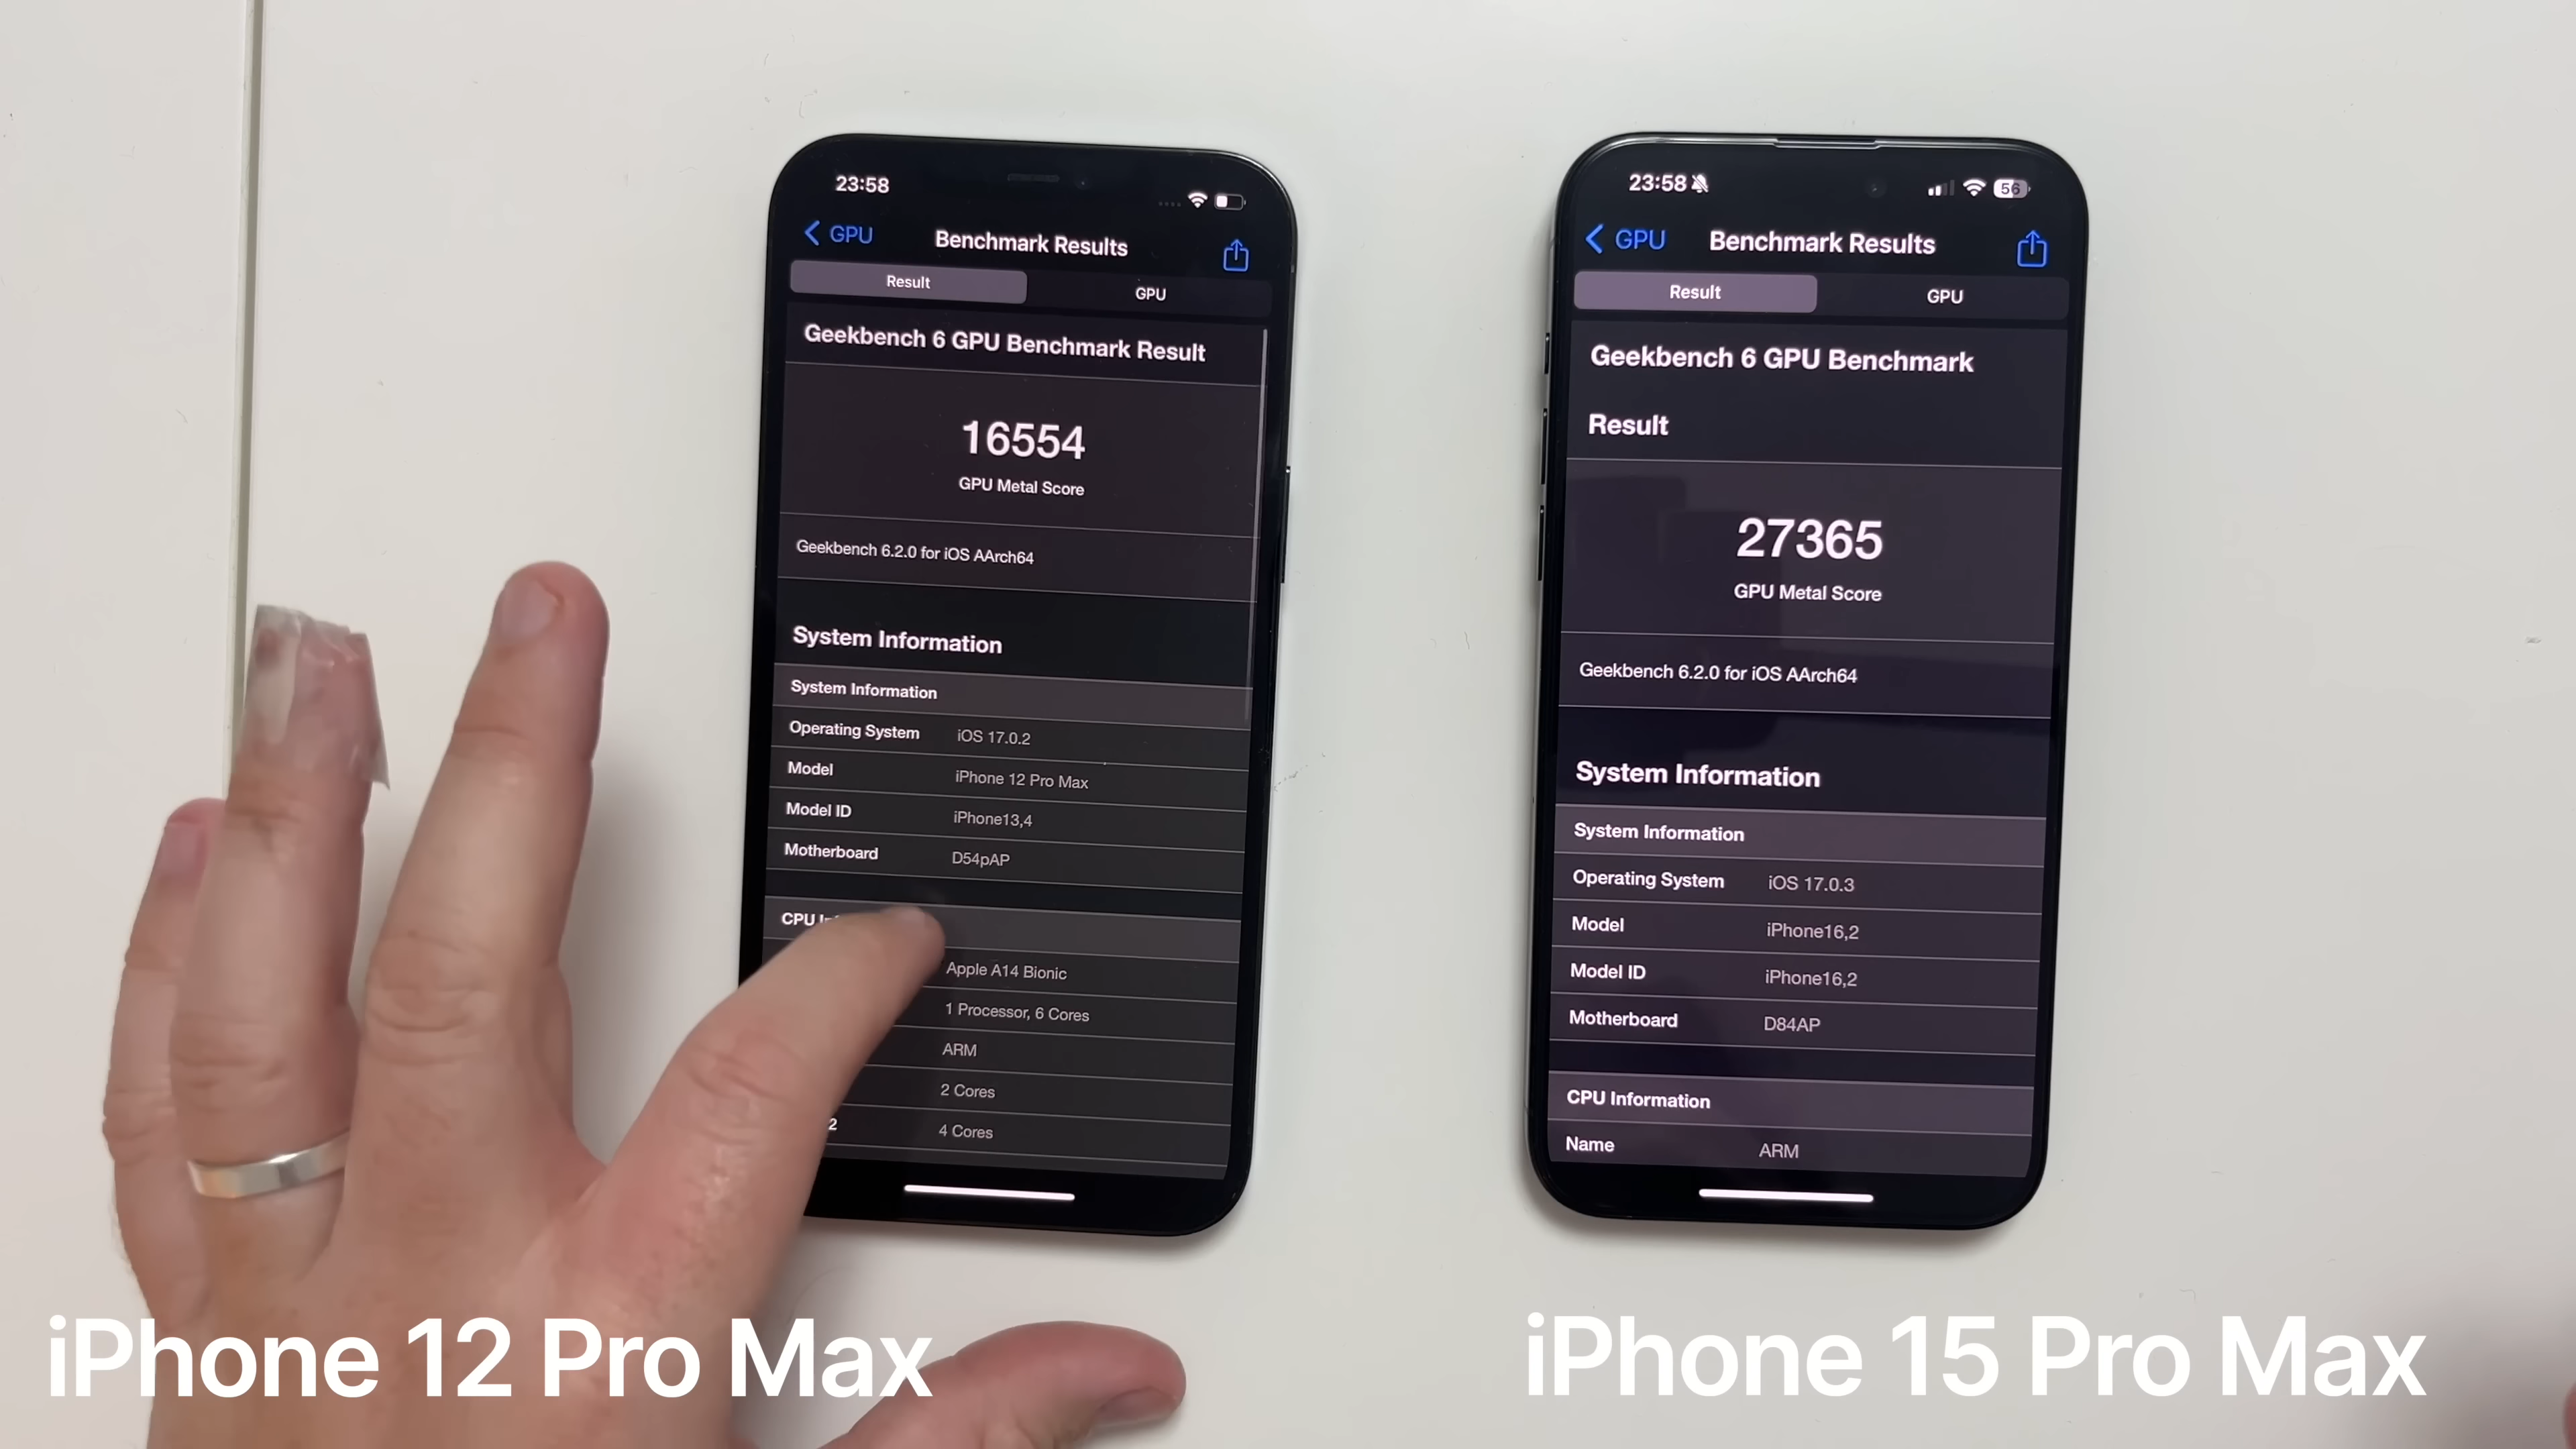 23:58
GPU
Benchmark Results
Result
GPU
Geekbench 6 GPU Benchmark Result
16554
GPU Metal Score
Geekbench 6.2.0 for iOS AArch64
System Information
System Information
Operating System iOS 17.0.2
Model iPhone 12 Pro Max
Model ID iPhone13,4
Motherboard D54pAP
CPU
Apple A14 Bionic
1 Processor, 6 Cores
ARM
2 Cores
2 4 Cores
23:58
56
GPU
Benchmark Results
Result
GPU
Geekbench 6 GPU Benchmark
Result
27365
GPU Metal Score
Geekbench 6.2.0 for iOS AArch64
System Information
System Information
Operating System iOS 17.0.3
Model iPhone16,2
Model ID iPhone16,2
Motherboard D84AP
CPU Information
Name ARM
iPhone 12 Pro Max
iPhone 15 Pro Max